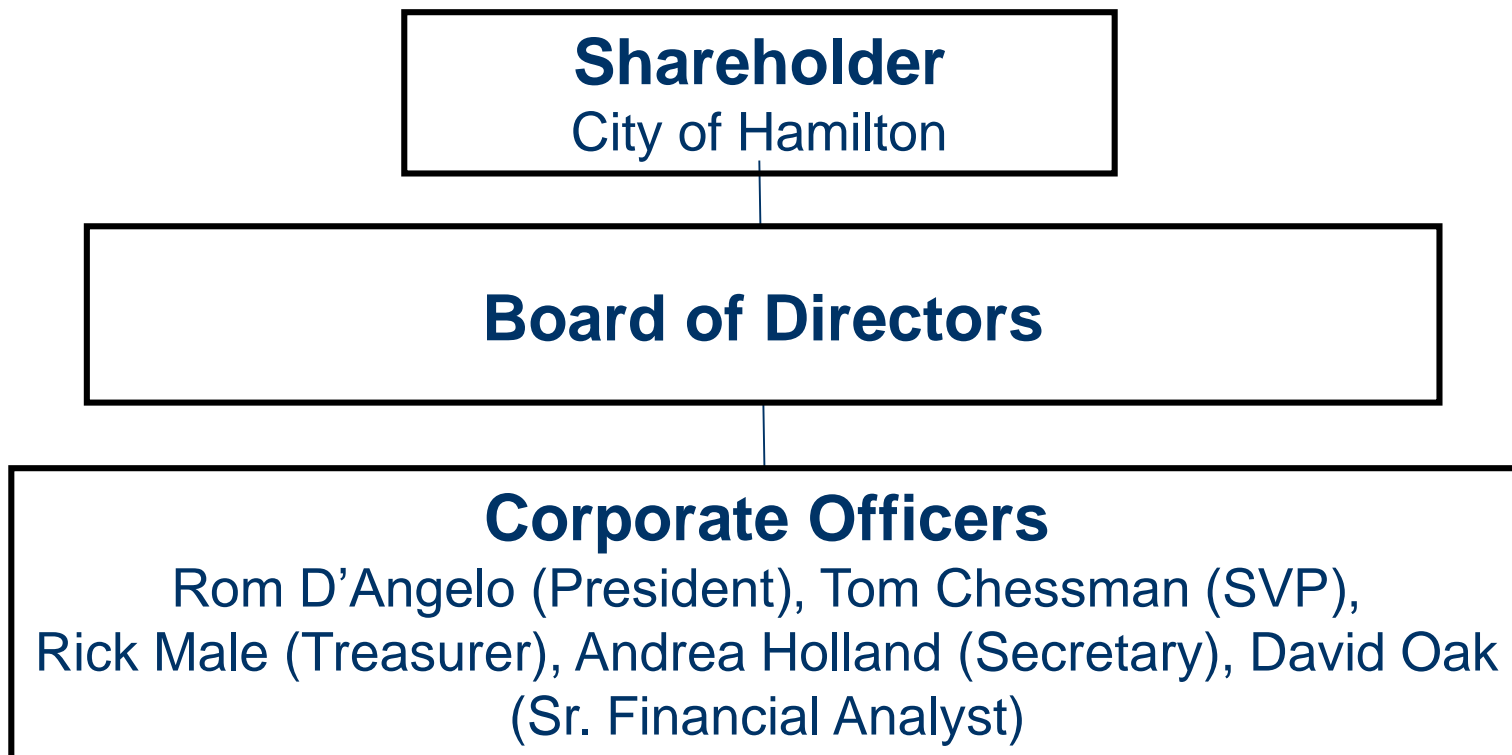 Shareholder
City of Hamilton
Board of Directors
Corporate Officers
Rom D’Angelo (President), Tom Chessman (SVP),
Rick Male (Treasurer), Andrea Holland (Secretary), David Oak
(Sr. Financial Analyst)